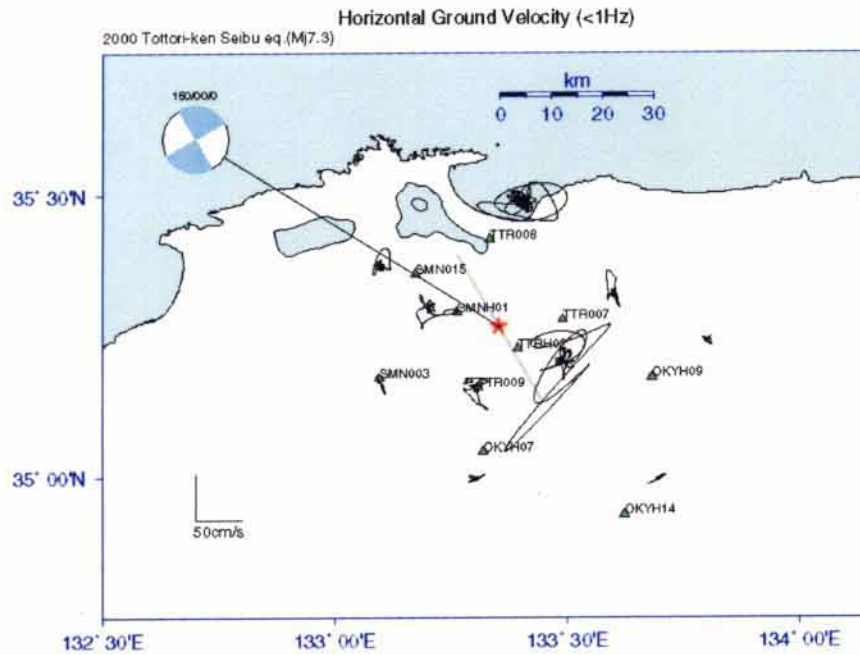 Horizontal Ground Velocity (<1Hz)
2000 Tottori-ken Seibu eq.(Mj7.3)
km
0 10 20 30
35° 30'N
TTR008
SMN015
SMNH01
TTR007
SMN003
OKYH09
OKYH07
35° 00'N
50cm/s
OKYH14
132° 30'E
133° 00'E
133° 30'E
134° 00'E